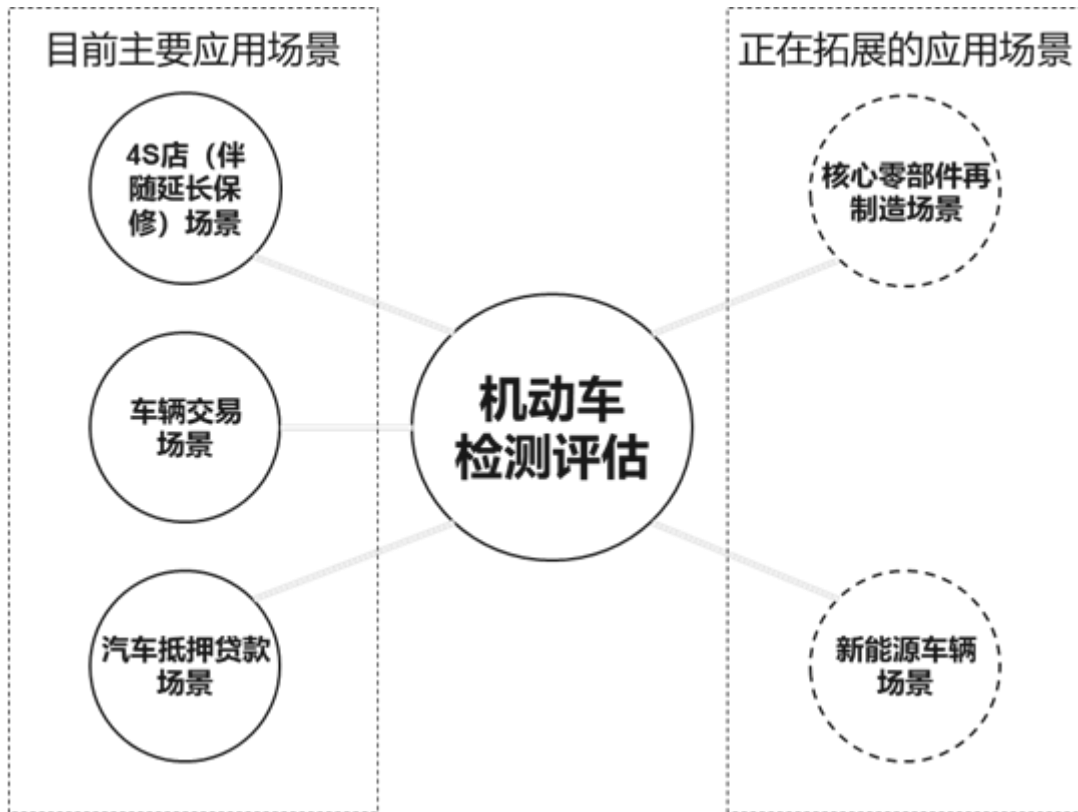 目前主要应用场景
4S店（伴
随延长保
修）场景
车辆交易
场景
汽车抵押贷款
场景
机动车
检测评估
正在拓展的应用场景
核心零部件再
制造场景
新能源车辆
场景